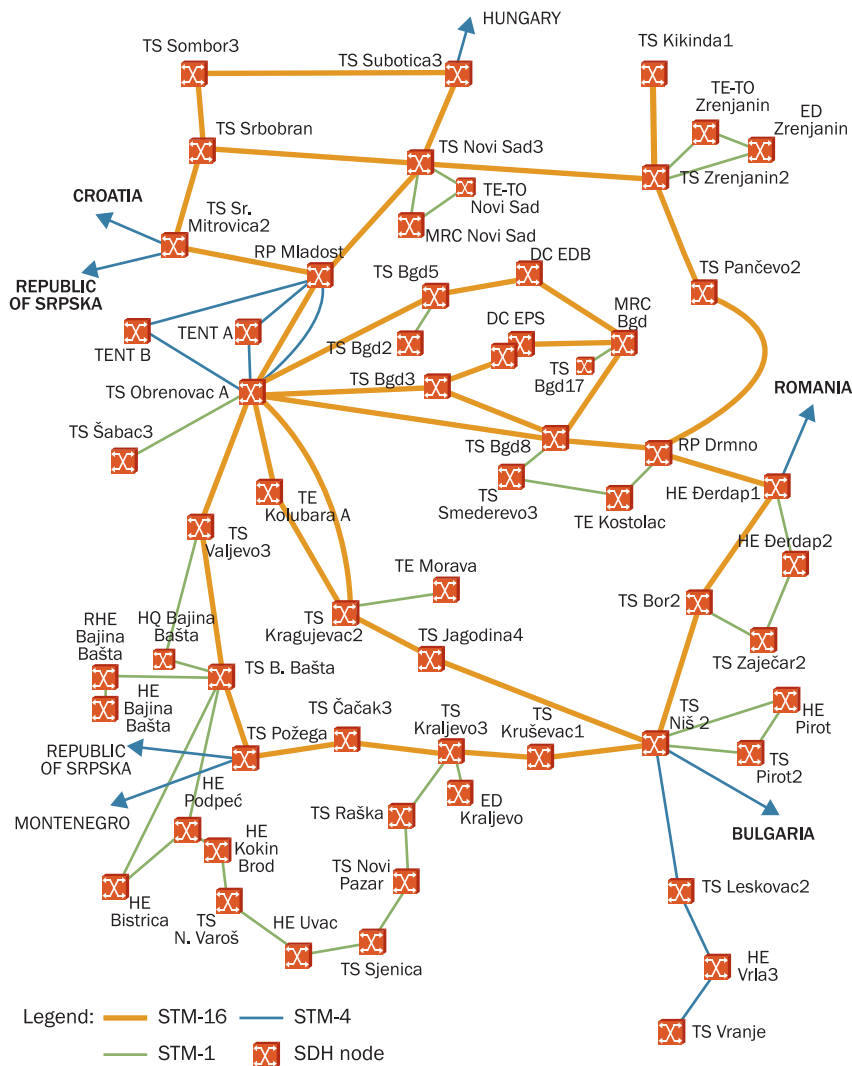 HUNGARY
TS Sombor3
TS Subotica3
TS Kikinda1
TE-TO
Zrenjanin
ED
Zrenjanin
TS Srbobran
TS Novi Sad3
TS Zrenjanin2
TE-TO
Novi Sad
CROATIA
TS Sr.
Mitrovica2
MRC Novi Sad
RP Mladost
REPUBLIC
OF SRPSKA
TS Bgd5
DC EDB
TS Pančevo2
MRC
Bgd
DC EPS
TENT B
TENT A
TS Bgd2
TS
Bgd17
TS Bgd3
TS Obrenovac A
ROMANIA
TS Šabac3
TS Bgd8
RP Drmno
HE Đerdap1
TS
Smederevo3
TE Kostolac
TE
Kolubara A
TS
Valjevo3
HE Đerdap2
TE Morava
TS Bor2
TS
Kragujevac2
TS Jagodina4
TS Zaječar2
RHE
Bajina
Bašta
HQ Bajina
Bašta
TS B. Bašta
HE
Bajina
Bašta
TS Čačak3
TS
Kraljevo3
TS
Kruševac1
TS
Niš 2
HE
Pirot
TS
Pirot2
TS Požega
REPUBLIC
OF SRPSKA
MONTENEGRO
HE
Podpeć
TS Raška
ED
Kraljevo
BULGARIA
HE
Kokin
Brod
TS Novi
Pazar
TS Leskovac2
HE
Bistrica
TS
N. Varoš
HE Uvac
TS Sjenica
HE
Vrla3
TS Vranje
Legend:
STM-16
STM-4
STM-1
SDH node